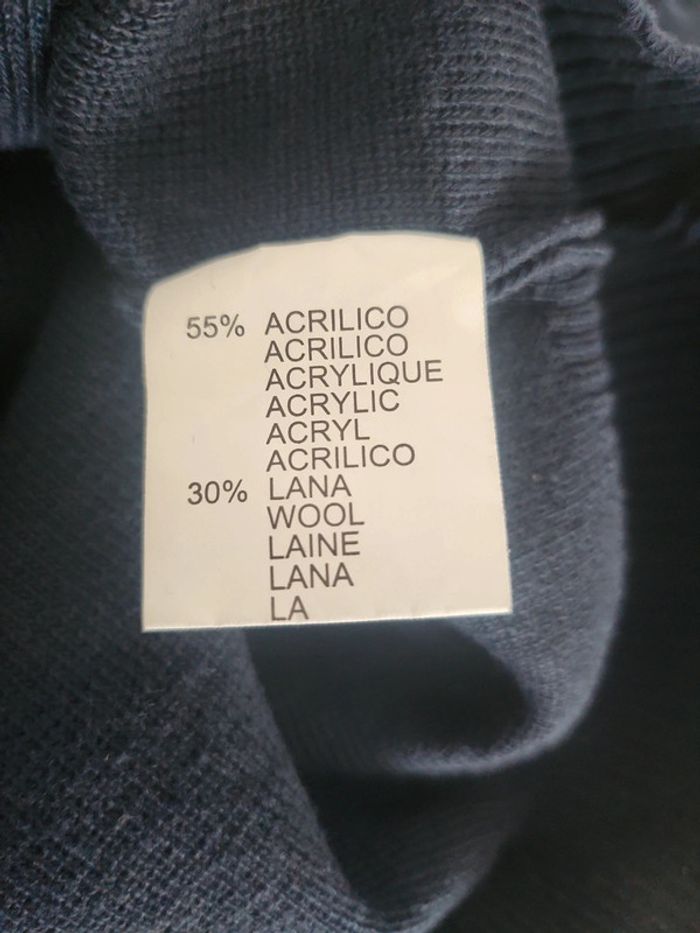 55% ACRILICO
ACRILICO
ACRYLIQUE
ACRYLIC
ACRYL
ACRILICO
30% LANA
WOOL
LAINE
LANA
LA